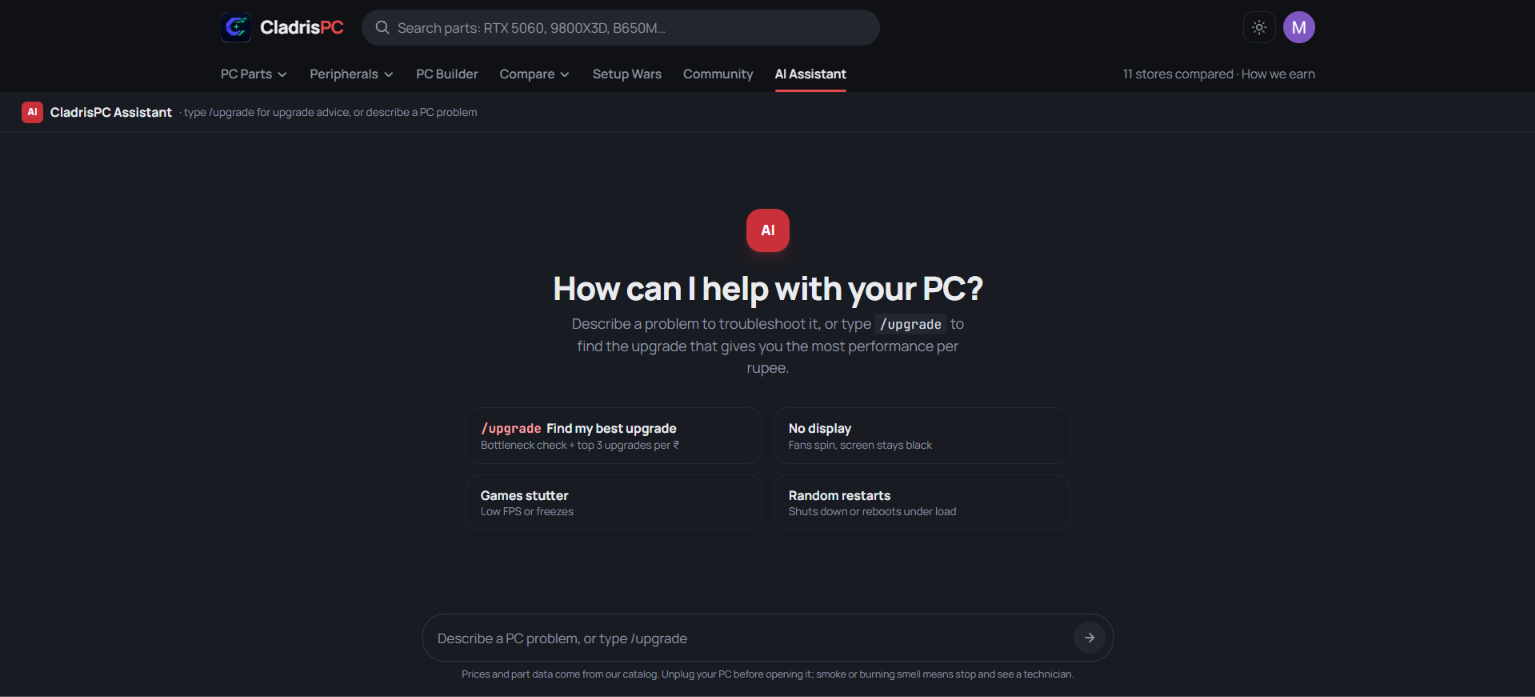 CladrisPC
Search parts: RTX 5060, 9800X3D, B650M...
M
PC Parts
Peripherals
PC Builder
Compare
Setup Wars
Community
AI Assistant
11 stores compared · How we earn
AI
CladrisPC Assistant · type /upgrade for upgrade advice, or describe a PC problem
AI
How can I help with your PC?
Describe a problem to troubleshoot it, or type /upgrade to
find the upgrade that gives you the most performance per
rupee.
/upgrade Find my best upgrade
Bottleneck check + top 3 upgrades per ₹
No display
Fans spin, screen stays black
Games stutter
Low FPS or freezes
Random restarts
Shuts down or reboots under load
Describe a PC problem, or type /upgrade
Prices and part data come from our catalog. Unplug your PC before opening it; smoke or burning smell means stop and see a technician.